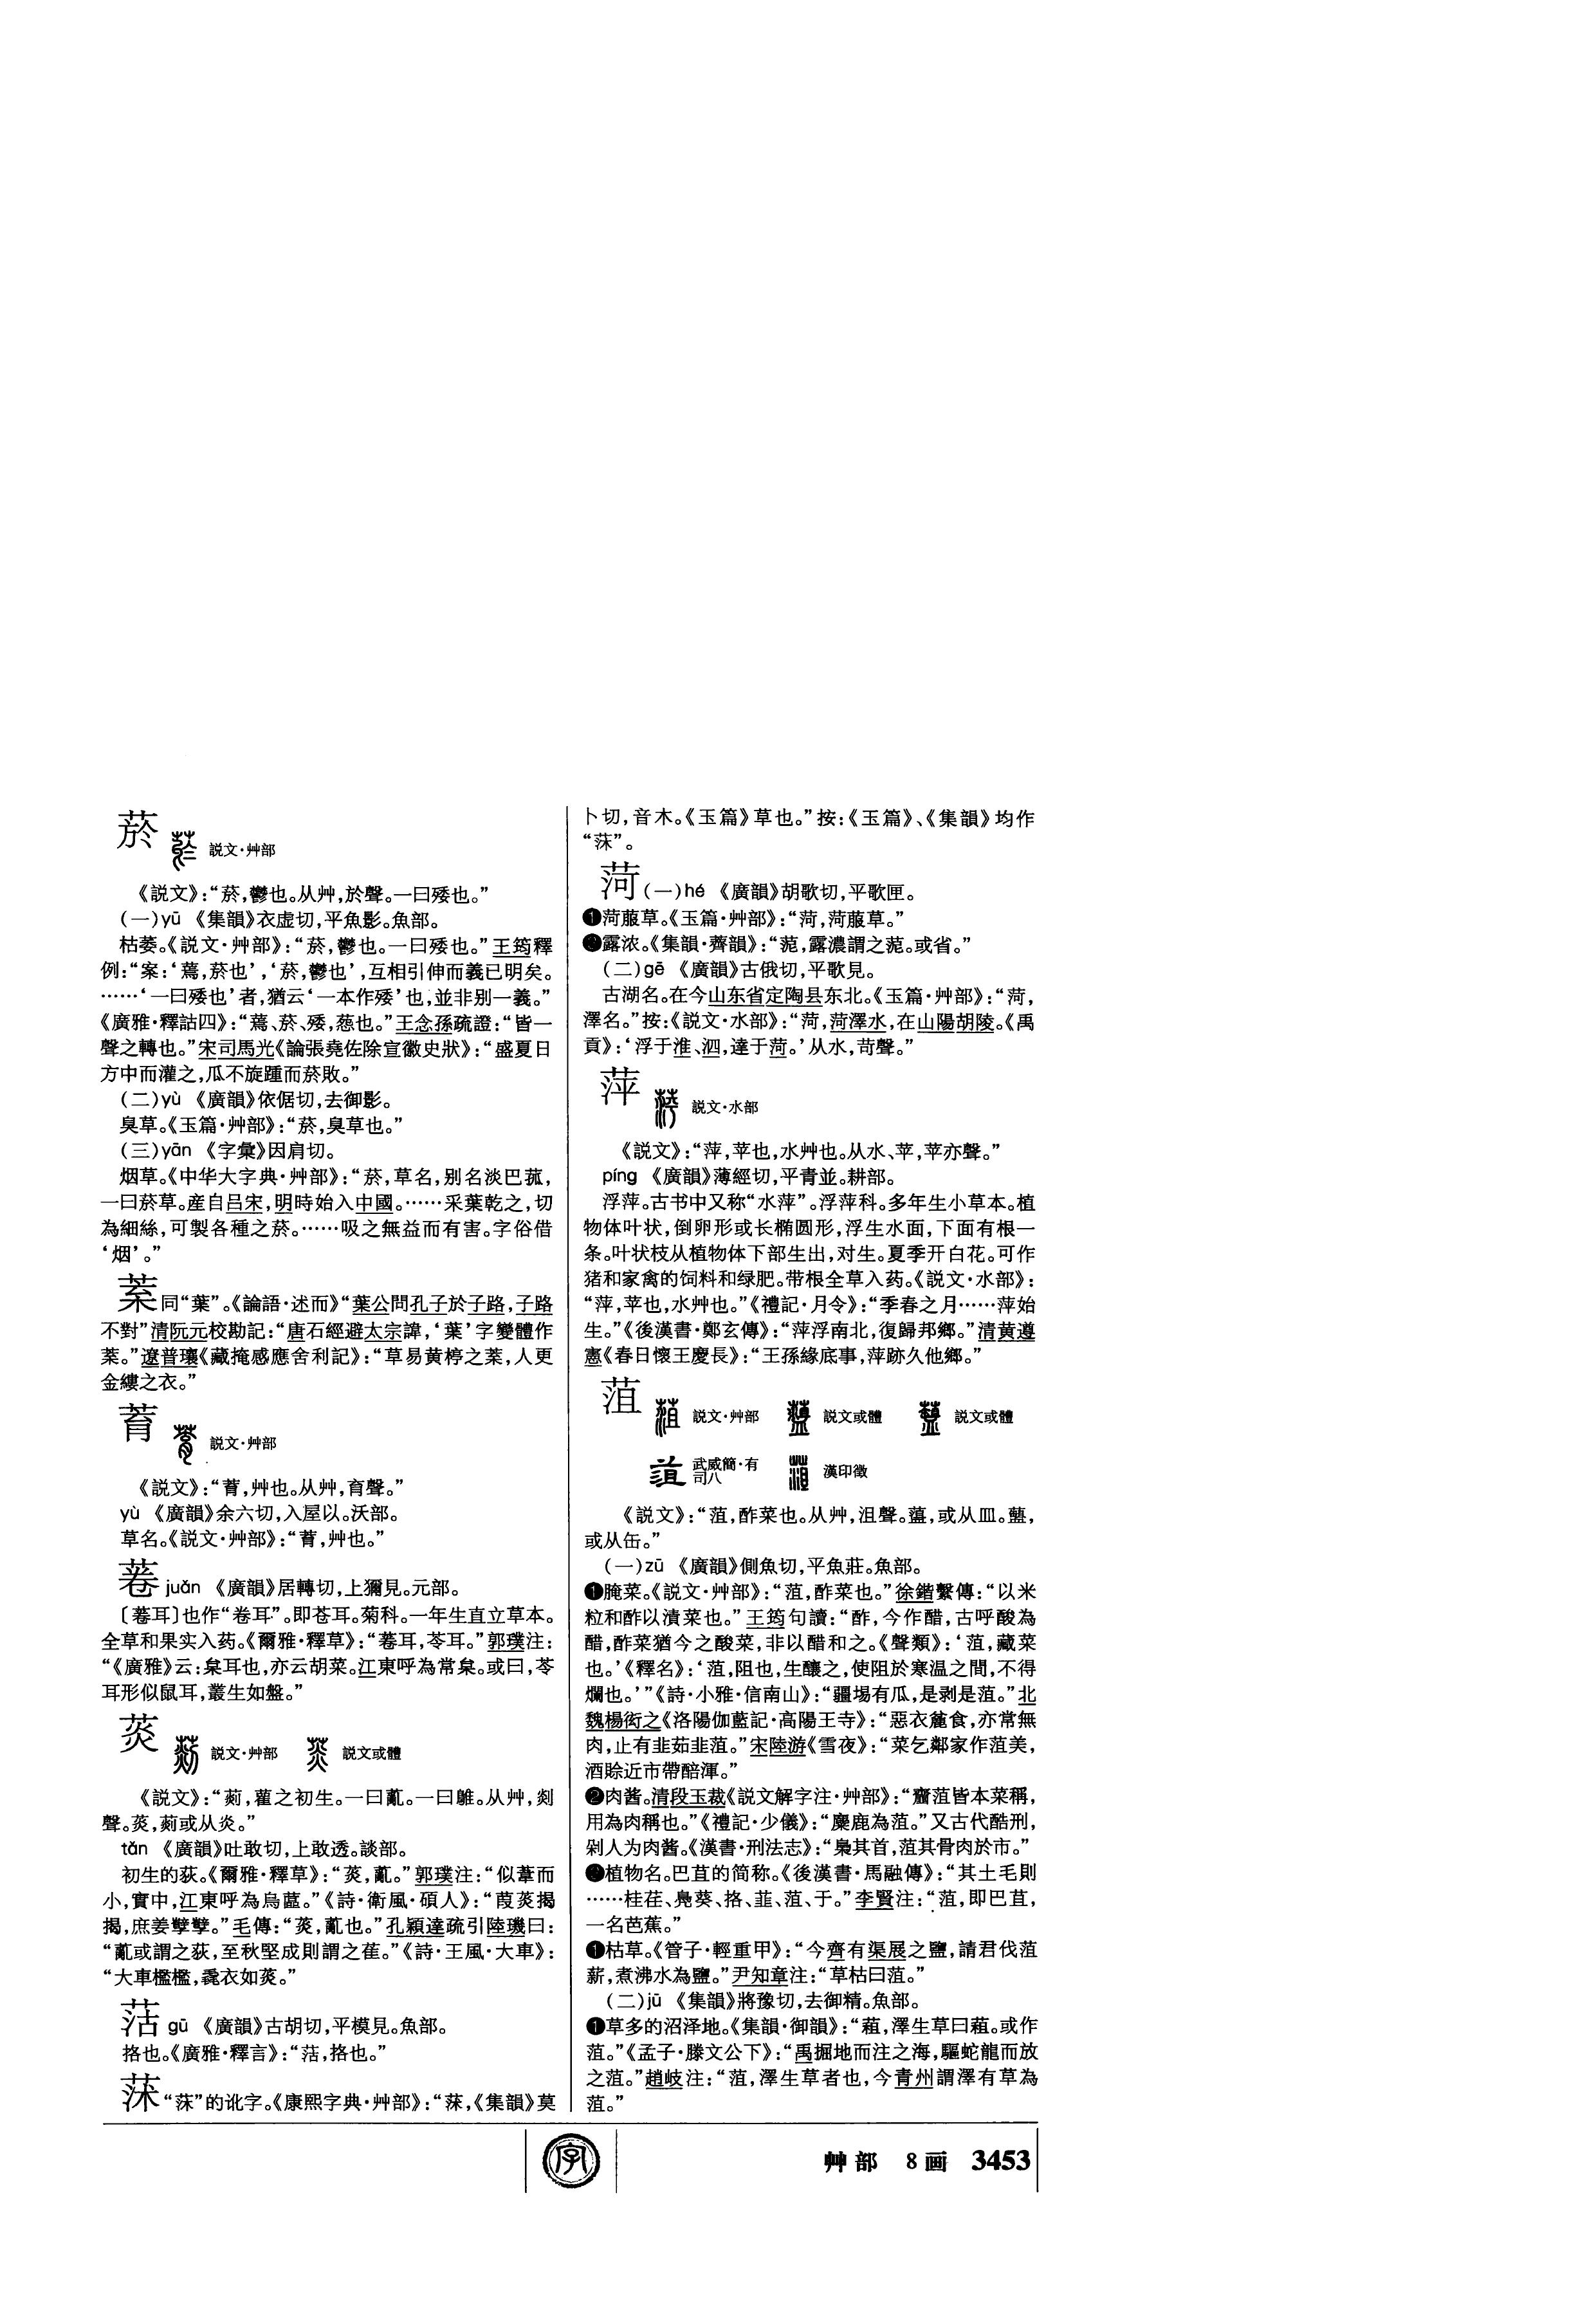 菸 説文·艸部
《説文》：“菸，鬱也。从艸，於聲。一曰矮也。”
（一）yū 《集韻》衣虚切，平魚影。魚部。
枯萎。《説文·艸部》：“菸，鬱也。一曰矮也。”王筠釋
例：“案：‘蔫，菸也’，‘菸，鬱也’，互相引伸而義已明矣。
……‘一曰矮也’者，猶云‘一本作矮’也，並非别一義。”
《廣雅·釋詁四》：“蔫、菸、矮，葾也。”王念孫疏證：“皆一
聲之轉也。”宋司馬光《論張堯佐除宣徽史狀》：“盛夏日
方中而灌之，瓜不旋踵而菸敗。”
（二）yù 《廣韻》依倨切，去御影。
臭草。《玉篇·艸部》：“菸，臭草也。”
（三）yān 《字彙》因肩切。
烟草。《中华大字典·艸部》：“菸，草名，别名淡巴菰，
一曰菸草。産自吕宋，明時始入中國。……采葉乾之，切
為細絲，可製各種之菸。……吸之無益而有害。字俗借
‘烟’。”
同“葉”。《論語·述而》“葉公問孔子於子路，子路
不對”清阮元校勘記：“唐石經避太宗諱，‘葉’字變體作
。”遼普瓌《藏掩感應舍利記》：“草易黄椁之，人更
金縷之衣。”
䔰 説文·艸部
《説文》：“，艸也。从艸，育聲。”
yù 《廣韻》余六切，入屋以。沃部。
草名。《説文·艸部》：“，艸也。”
菤 juǎn 《廣韻》居轉切，上獮見。元部。
〔菤耳〕也作“卷耳”。即苍耳。菊科。一年生直立草本。
全草和果实入药。《爾雅·釋草》：“菤耳，苓耳。”郭璞注：
“《廣雅》云：枲耳也，亦云胡菜。江東呼為常枲。或曰，苓
耳形似鼠耳，叢生如盤。”
菼 説文·艸部 説文或體
《説文》：“䓿，雚之初生。一曰薍。一曰鵻。从艸，剡
聲。菼，䓿或从炎。”
tǎn 《廣韻》吐敢切，上敢透。談部。
初生的荻。《爾雅·釋草》：“菼，薍。”郭璞注：“似葦而
小，實中，江東呼為烏蓲。”《詩·衛風·碩人》：“葭菼揭
揭，庶姜孽孽。”毛傳：“菼，薍也。”孔穎達疏引陸璣曰：
“薍或謂之荻，至秋堅成則謂之萑。”《詩·王風·大車》：
“大車檻檻，毳衣如菼。”
菇 gū 《廣韻》古胡切，平模見。魚部。
挌也。《廣雅·釋言》：“，挌也。”
“”的讹字。《康熙字典·艸部》：“，《集韻》莫
卜切，音木。《玉篇》草也。”按：《玉篇》、《集韻》均作
“”。
菏（一）hé 《廣韻》胡歌切，平歌匣。
❶菏蔋草。《玉篇·艸部》：“菏，菏蔋草。”
❷露浓。《集韻·薺韻》：“，露濃謂之。或省。”
（二）gē 《廣韻》古俄切，平歌見。
古湖名。在今山东省定陶县东北。《玉篇·艸部》：“菏，
澤名。”按：《説文·水部》：“菏，菏澤水，在山陽胡陵。《禹
貢》：‘浮于淮、泗，達于菏。’从水，苛聲。”
萍 説文·水部
《説文》：“萍，苹也，水艸也。从水、苹，苹亦聲。”
píng 《廣韻》薄經切，平青並。耕部。
浮萍。古书中又称“水萍”。浮萍科。多年生小草本。植
物体叶状，倒卵形或长椭圆形，浮生水面，下面有根一
条。叶状枝从植物体下部生出，对生。夏季开白花。可作
猪和家禽的饲料和绿肥。带根全草入药。《説文·水部》：
“萍，苹也，水艸也。”《禮記·月令》：“季春之月……萍始
生。”《後漢書·鄭玄傳》：“萍浮南北，復歸邦鄉。”清黄遵
憲《春日懷王慶長》：“王孫緣底事，萍跡久他鄉。”
菹 説文·艸部 説文或體 説文或體
武威簡·有司八 漢印徵
《説文》：“菹，酢菜也。从艸，沮聲。，或从皿。，
或从缶。”
（一）zū 《廣韻》側魚切，平魚莊。魚部。
❶腌菜。《説文·艸部》：“菹，酢菜也。”徐鍇繫傳：“以米
粒和酢以漬菜也。”王筠句讀：“酢，今作醋，古呼酸為
醋，酢菜猶今之酸菜，非以醋和之。《聲類》：‘菹，藏菜
也。’《釋名》：‘菹，阻也，生釀之，使阻於寒温之間，不得
爛也。’”《詩·小雅·信南山》：“疆埸有瓜，是剥是菹。”北
魏楊衒之《洛陽伽藍記·高陽王寺》：“惡衣麄食，亦常無
肉，止有韭茹韭菹。”宋陸游《雪夜》：“菜乞鄰家作菹美，
酒賒近市帶醅渾。”
❷肉酱。清段玉裁《説文解字注·艸部》：“齏菹皆本菜稱，
用為肉稱也。”《禮記·少儀》：“麋鹿為菹。”又古代酷刑，
剁人为肉酱。《漢書·刑法志》：“梟其首，菹其骨肉於市。”
❸植物名。巴苴的简称。《後漢書·馬融傳》：“其土毛則
……桂荏、鳧葵、挌、韮、菹、于。”李賢注：“菹，即巴苴，
一名芭蕉。”
❹枯草。《管子·輕重甲》：“今齊有渠展之鹽，請君伐菹
薪，煮沸水為鹽。”尹知章注：“草枯曰菹。”
（二）jū 《集韻》將豫切，去御精。魚部。
❶草多的沼泽地。《集韻·御韻》：“蒩，澤生草曰蒩。或作
菹。”《孟子·滕文公下》：“禹掘地而注之海，驅蛇龍而放
之菹。”趙岐注：“菹，澤生草者也，今青州謂澤有草為
菹。”
字
艸部 8画 3453